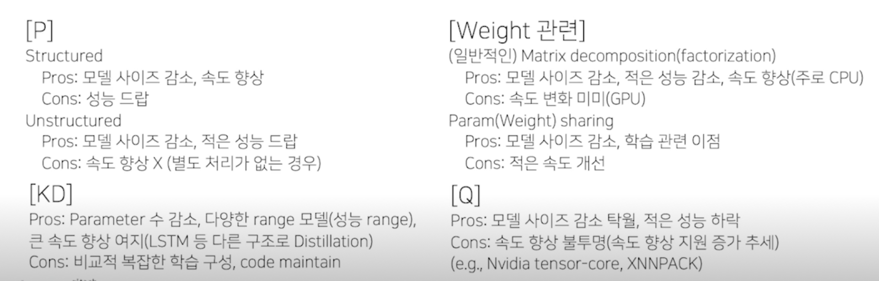 [P]
Structured
Pros: 모델 사이즈 감소, 속도 향상
Cons: 성능 드랍
Unstructured
Pros: 모델 사이즈 감소, 적은 성능 드랍
Cons: 속도 향상 X (별도 처리가 없는 경우)
[KD]
Pros: Parameter 수 감소, 다양한 range 모델(성능 range),
큰 속도 향상 여지(LSTM 등 다른 구조로 Distillation)
Cons: 비교적 복잡한 학습 구성, code maintain
[Weight 관련]
(일반적인) Matrix decomposition(factorization)
Pros: 모델 사이즈 감소, 적은 성능 감소, 속도 향상(주로 CPU)
Cons: 속도 변화 미미(GPU)
Param(Weight) sharing
Pros: 모델 사이즈 감소, 학습 관련 이점
Cons: 적은 속도 개선
[Q]
Pros: 모델 사이즈 감소 탁월, 적은 성능 하락
Cons: 속도 향상 불투명(속도 향상 지원 증가 추세)
(e.g., Nvidia tensor-core, XNNPACK)